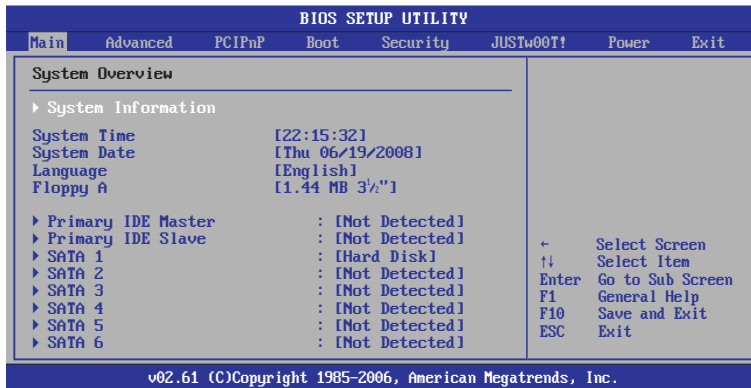 BIOS SETUP UTILITY
Main Advanced PCIPnP Boot Security JUSTw00T! Power Exit
System Overview
System Information
System Time [22:15:32]
System Date [Thu 06/19/2008]
Language [English]
Floppy A [1.44 MB 3½"]
Primary IDE Master : [Not Detected]
Primary IDE Slave : [Not Detected]
SATA 1 : [Hard Disk]
SATA 2 : [Not Detected]
SATA 3 : [Not Detected]
SATA 4 : [Not Detected]
SATA 5 : [Not Detected]
SATA 6 : [Not Detected]
← Select Screen
↑↓ Select Item
Enter Go to Sub Screen
F1 General Help
F10 Save and Exit
ESC Exit
v02.61 (C)Copyright 1985-2006, American Megatrends, Inc.